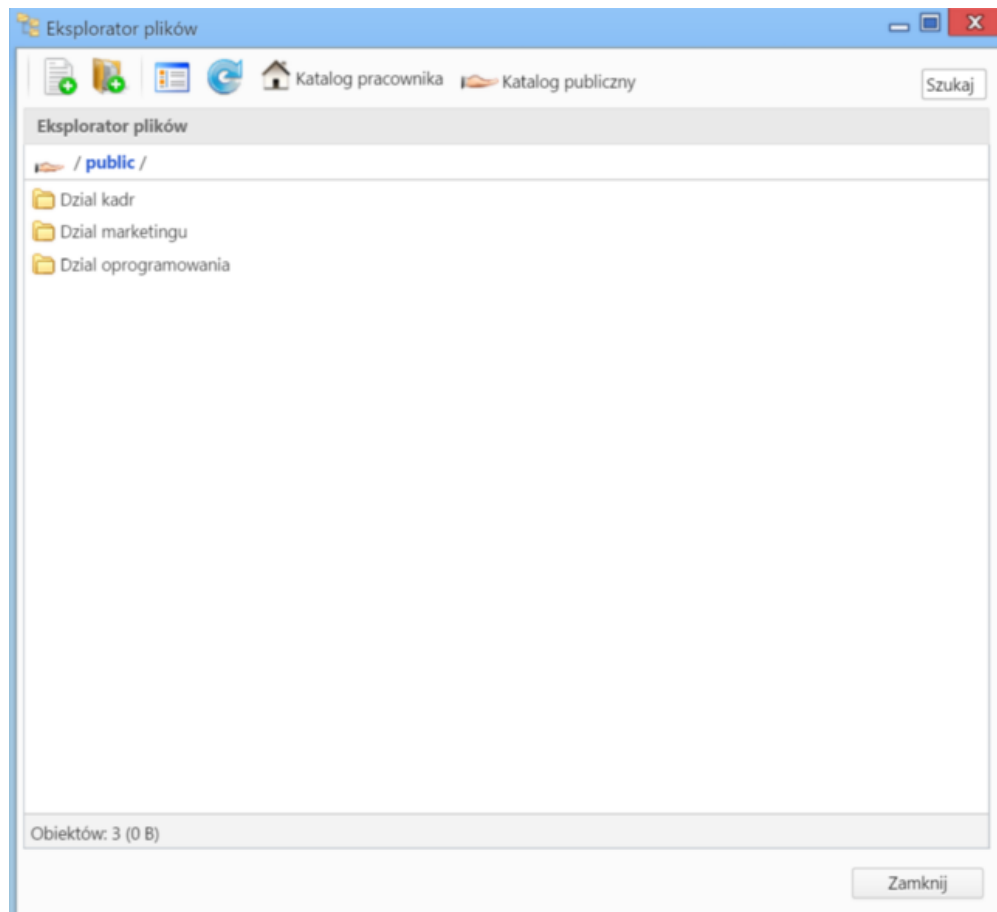 Eksplorator plików
Katalog pracownika Katalog publiczny Szukaj
Eksplorator plików
/ public /
Dzial kadr
Dzial marketingu
Dzial oprogramowania
Obiektów: 3 (0 B)
Zamknij